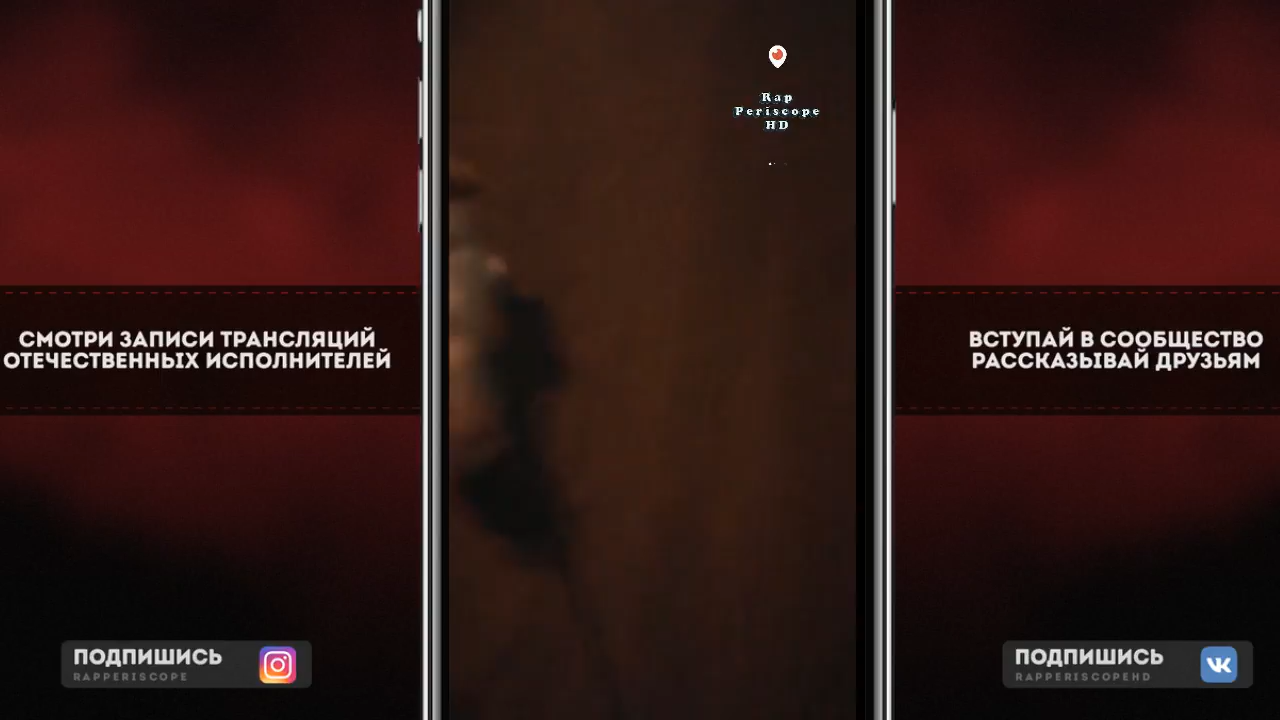 Rap
Periscope
HD
СМОТРИ ЗАПИСИ ТРАНСЛЯЦИЙ
ОТЕЧЕСТВЕННЫХ ИСПОЛНИТЕЛЕЙ
ВСТУПАЙ В СООБЩЕСТВО
РАССКАЗЫВАЙ ДРУЗЬЯМ
ПОДПИШИСЬ
RAPPERISCOPE
ПОДПИШИСЬ
RAPPERISCOPEHD